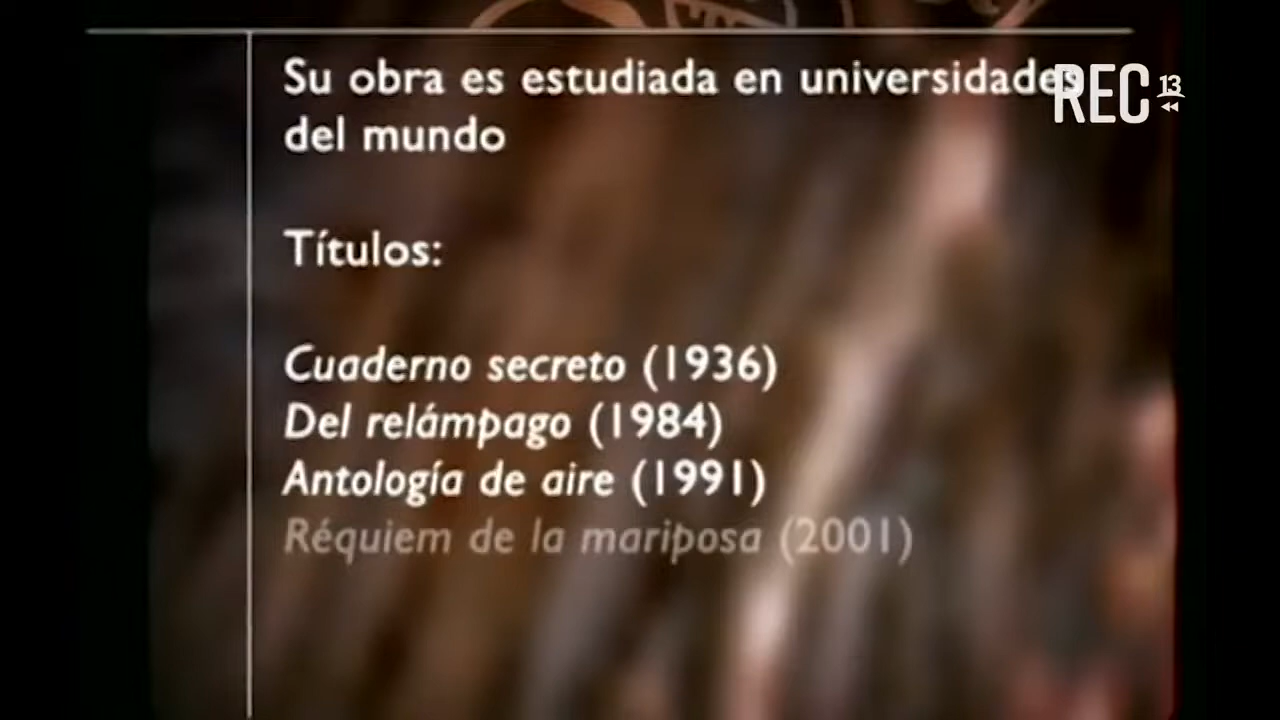 Su obra es estudiada en universidades
REC 13
del mundo
Títulos:
Cuaderno secreto (1936)
Del relámpago (1984)
Antología de aire (1991)
Réquiem de la mariposa (2001)